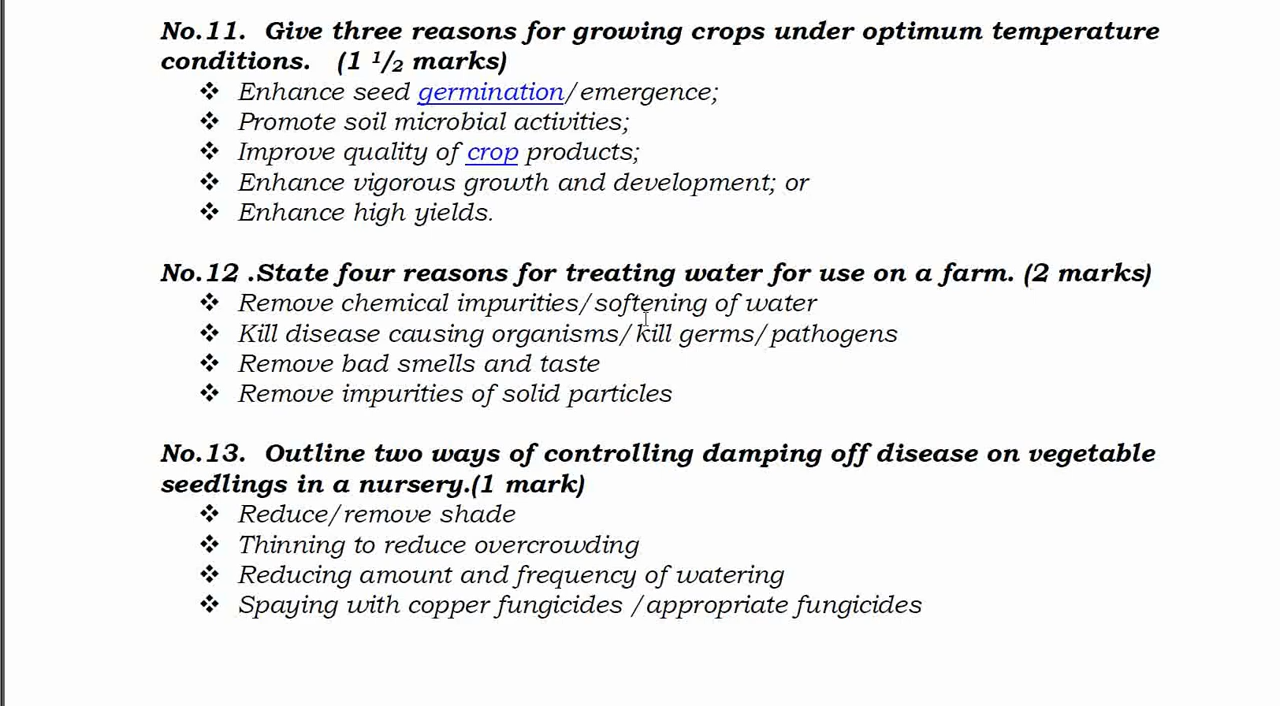 No.11.  Give three reasons for growing crops under optimum temperature
conditions.   (1 1/2 marks)
❖ Enhance seed germination/emergence;
❖ Promote soil microbial activities;
❖ Improve quality of crop products;
❖ Enhance vigorous growth and development; or
❖ Enhance high yields.
No.12 .State four reasons for treating water for use on a farm. (2 marks)
❖ Remove chemical impurities/softening of water
❖ Kill disease causing organisms/kill germs/pathogens
❖ Remove bad smells and taste
❖ Remove impurities of solid particles
No.13.  Outline two ways of controlling damping off disease on vegetable
seedlings in a nursery.(1 mark)
❖ Reduce/remove shade
❖ Thinning to reduce overcrowding
❖ Reducing amount and frequency of watering
❖ Spaying with copper fungicides /appropriate fungicides